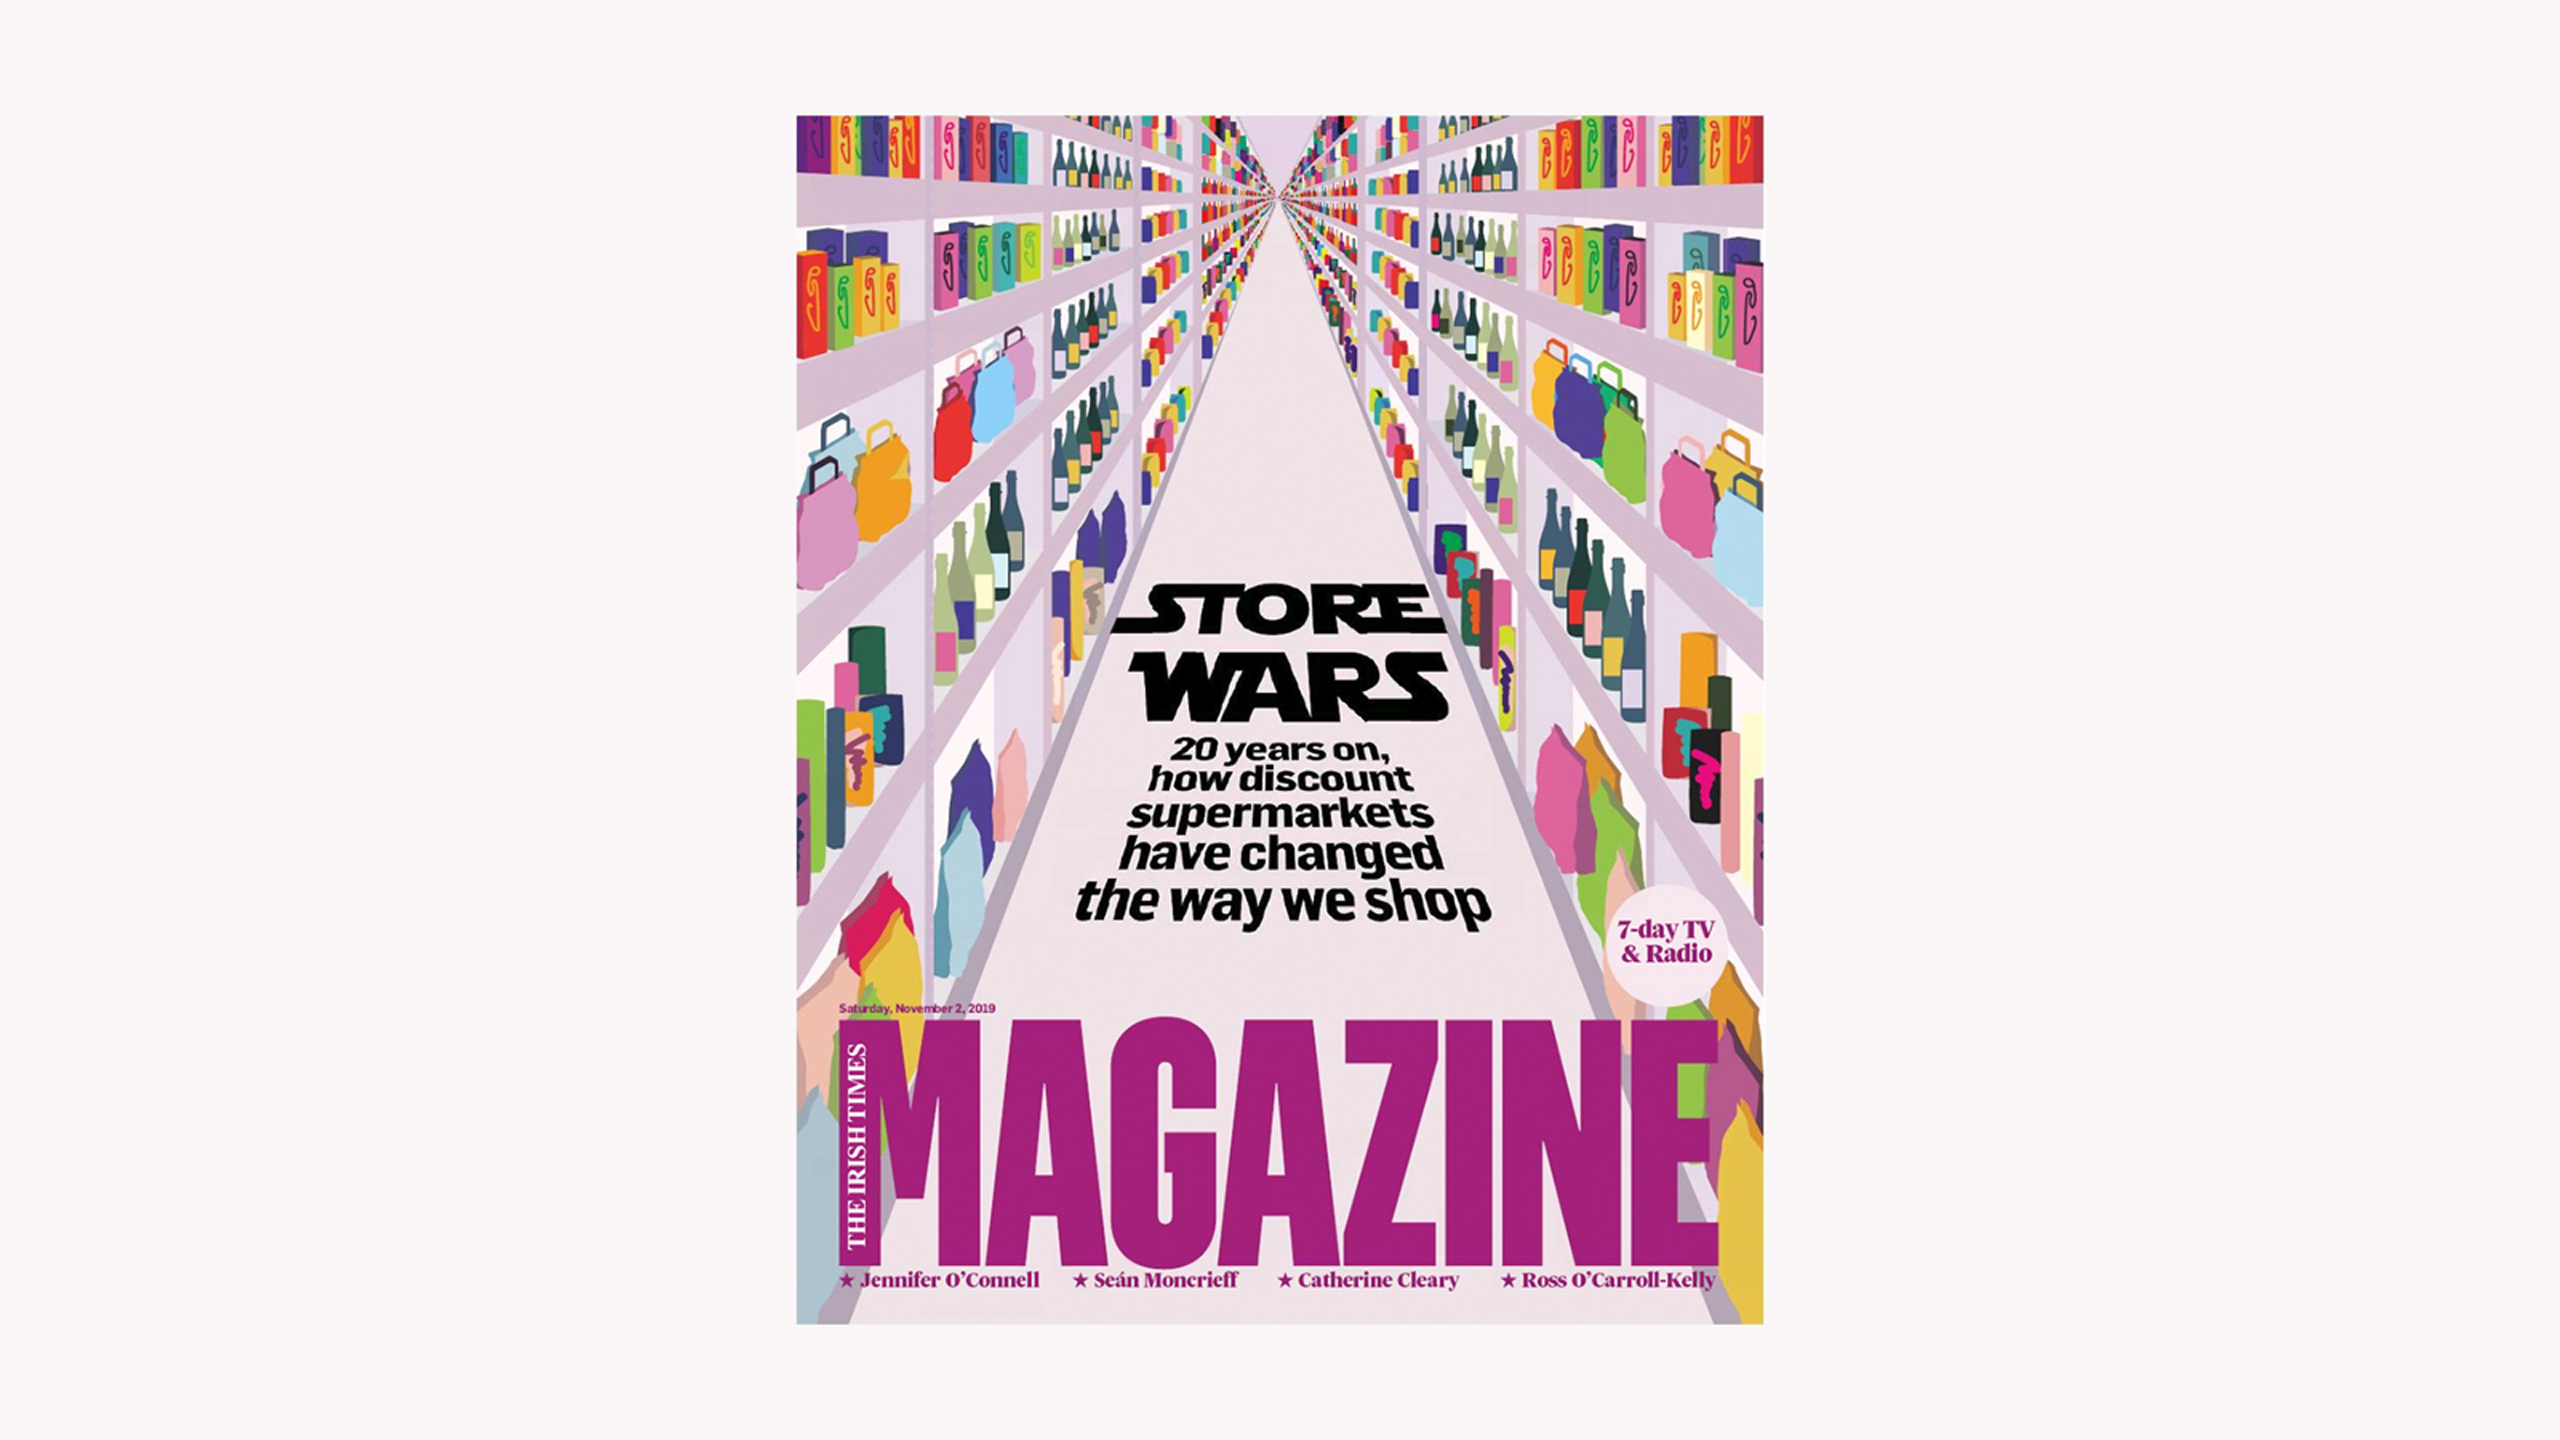 STORE
WARS
20 years on,
how discount
supermarkets
have changed
the way we shop
7-day TV
& Radio
Saturday, November 2, 2019
THE IRISH TIMES
MAGAZINE
★ Jennifer O'Connell ★ Seán Moncrieff ★ Catherine Cleary ★ Ross O'Carroll-Kelly